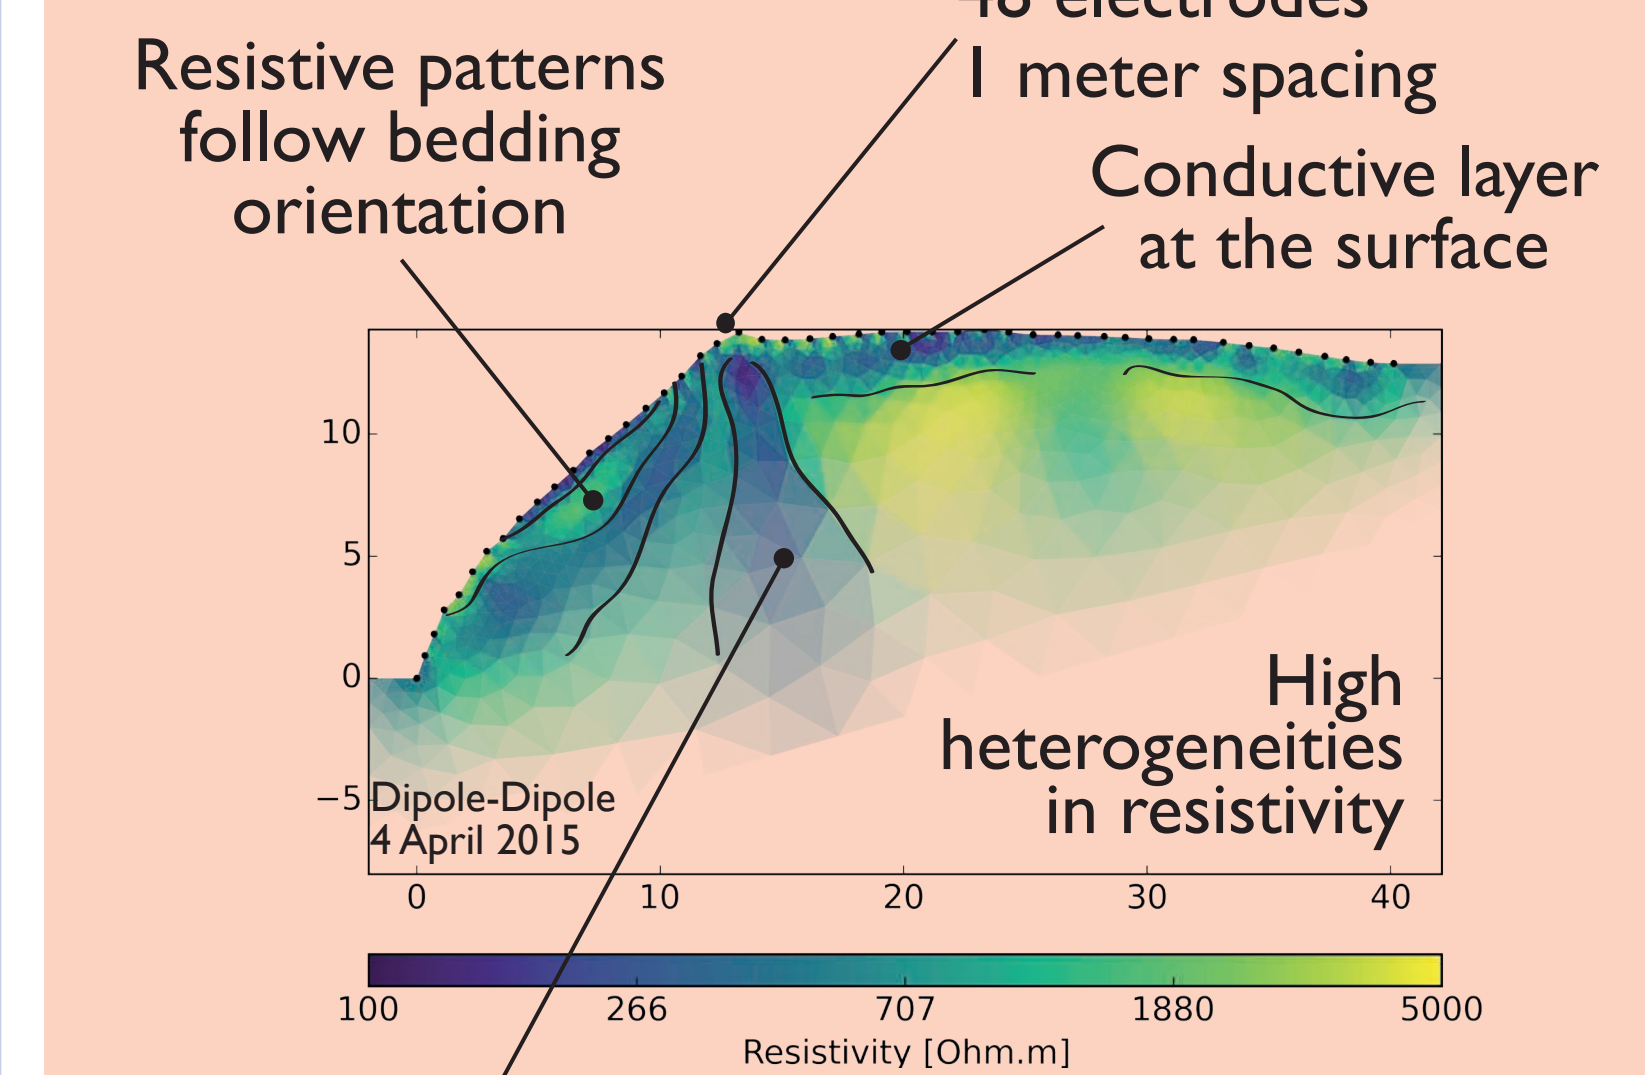 48 electrodes
1 meter spacing
Resistive patterns
follow bedding
orientation
Conductive layer
at the surface
10
5
0
−5
Dipole-Dipole
4 April 2015
High
heterogeneities
in resistivity
0 10 20 30 40
100 266 707 1880 5000
Resistivity [Ohm.m]